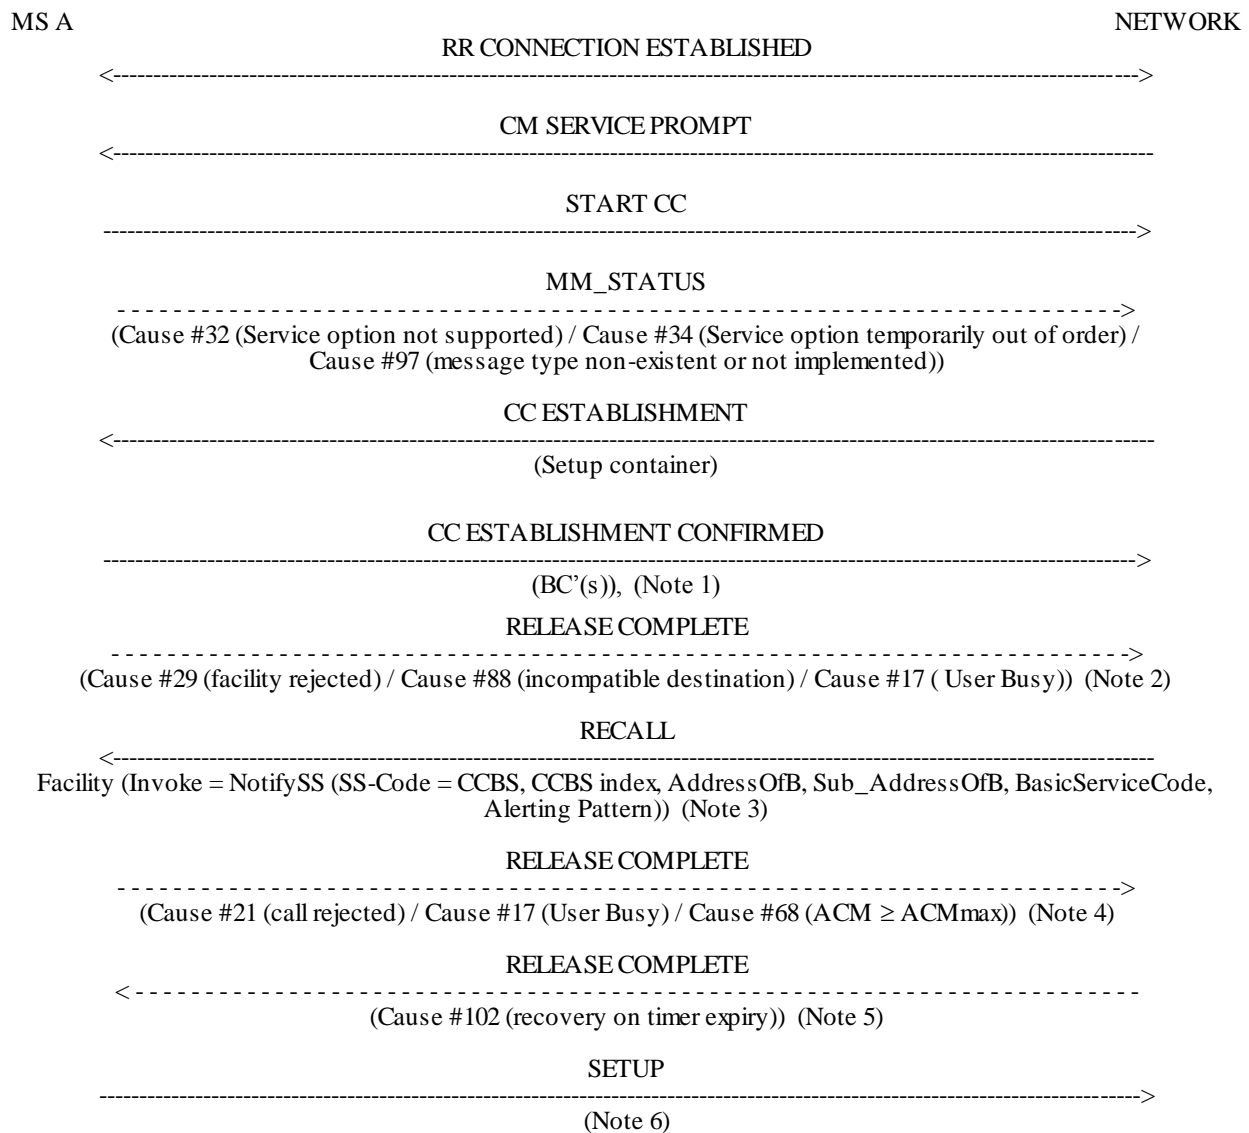 MS A NETWORK
RR CONNECTION ESTABLISHED
<--------------------------------------------------------------------------------------------------------------------------------->
CM SERVICE PROMPT
<----------------------------------------------------------------------------------------------------------------------------------
START CC
--------------------------------------------------------------------------------------------------------------------------------->
MM_STATUS
- - - - - - - - - - - - - - - - - - - - - - - - - - - - - - - - - - - - - - - - - - - - - - - - - - - - - - - - - - - - - - - - - - - - - - - ->
(Cause #32 (Service option not supported) / Cause #34 (Service option temporarily out of order) /
Cause #97 (message type non-existent or not implemented))
CC ESTABLISHMENT
<----------------------------------------------------------------------------------------------------------------------------------
(Setup container)
CC ESTABLISHMENT CONFIRMED
--------------------------------------------------------------------------------------------------------------------------------->
(BC’(s)), (Note 1)
RELEASE COMPLETE
- - - - - - - - - - - - - - - - - - - - - - - - - - - - - - - - - - - - - - - - - - - - - - - - - - - - - - - - - - - - - - - - - - - - - - - - ->
(Cause #29 (facility rejected) / Cause #88 (incompatible destination) / Cause #17 ( User Busy)) (Note 2)
RECALL
<----------------------------------------------------------------------------------------------------------------------------------
Facility (Invoke = NotifySS (SS-Code = CCBS, CCBS index, AddressOfB, Sub_AddressOfB, BasicServiceCode,
Alerting Pattern)) (Note 3)
RELEASE COMPLETE
- - - - - - - - - - - - - - - - - - - - - - - - - - - - - - - - - - - - - - - - - - - - - - - - - - - - - - - - - - - - - - - - - - - - - - - ->
(Cause #21 (call rejected) / Cause #17 (User Busy) / Cause #68 (ACM ≥ ACMmax)) (Note 4)
RELEASE COMPLETE
< - - - - - - - - - - - - - - - - - - - - - - - - - - - - - - - - - - - - - - - - - - - - - - - - - - - - - - - - - - - - - - - - - - - - - - - -
(Cause #102 (recovery on timer expiry)) (Note 5)
SETUP
---------------------------------------------------------------------------------------------------------------------------------->
(Note 6)